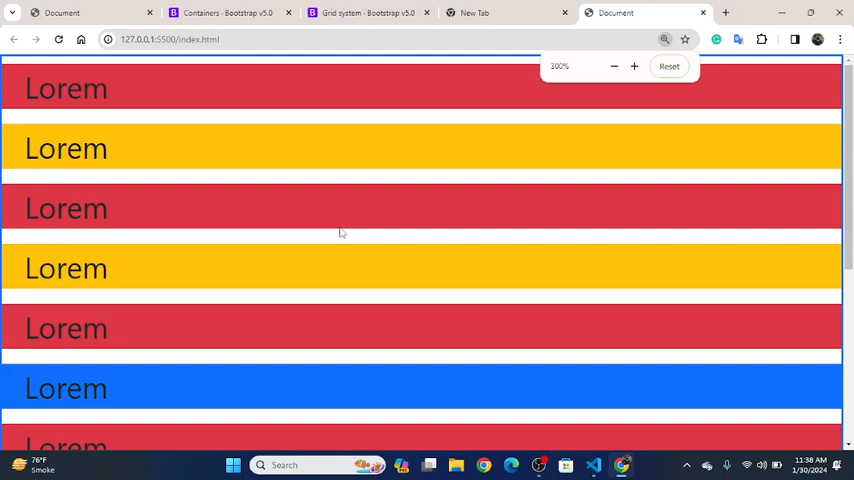 Document
Containers - Bootstrap v5.0
Grid system - Bootstrap v5.0
New Tab
Document
127.0.0.1:5500/index.html
300%
Reset
Lorem
Lorem
Lorem
Lorem
Lorem
Lorem
Lorem
76°F
Smoke
Search
11:38 AM
1/30/2024